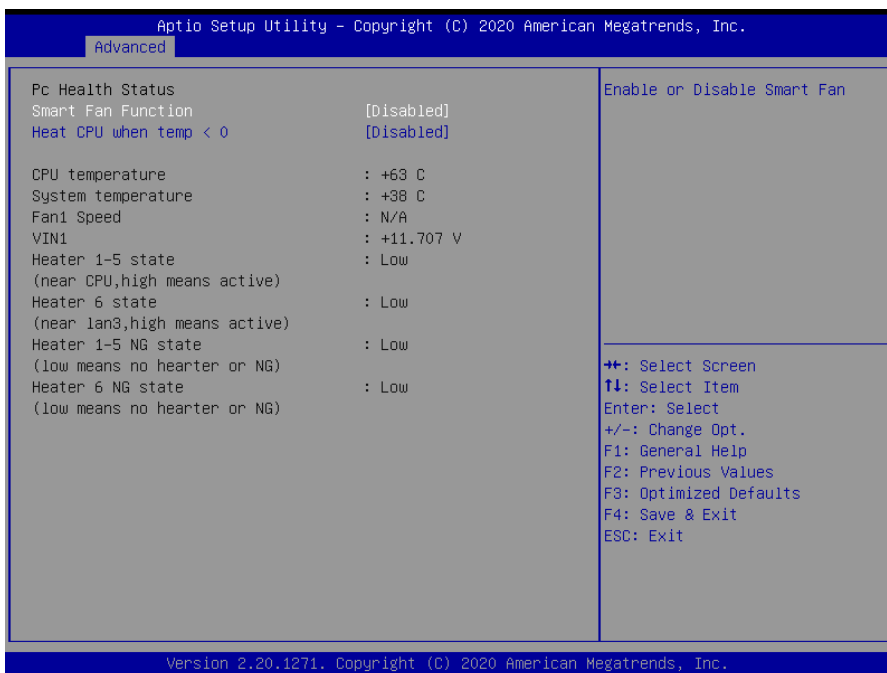 Aptio Setup Utility – Copyright (C) 2020 American Megatrends, Inc.
Advanced
Pc Health Status
Smart Fan Function [Disabled]
Heat CPU when temp < 0 [Disabled]
CPU temperature : +63 C
System temperature : +38 C
Fan1 Speed : N/A
VIN1 : +11.707 V
Heater 1-5 state : Low
(near CPU,high means active)
Heater 6 state : Low
(near lan3,high means active)
Heater 1-5 NG state : Low
(low means no hearter or NG)
Heater 6 NG state : Low
(low means no hearter or NG)
Enable or Disable Smart Fan
→←: Select Screen
↑↓: Select Item
Enter: Select
+/-: Change Opt.
F1: General Help
F2: Previous Values
F3: Optimized Defaults
F4: Save & Exit
ESC: Exit
Version 2.20.1271. Copyright (C) 2020 American Megatrends, Inc.